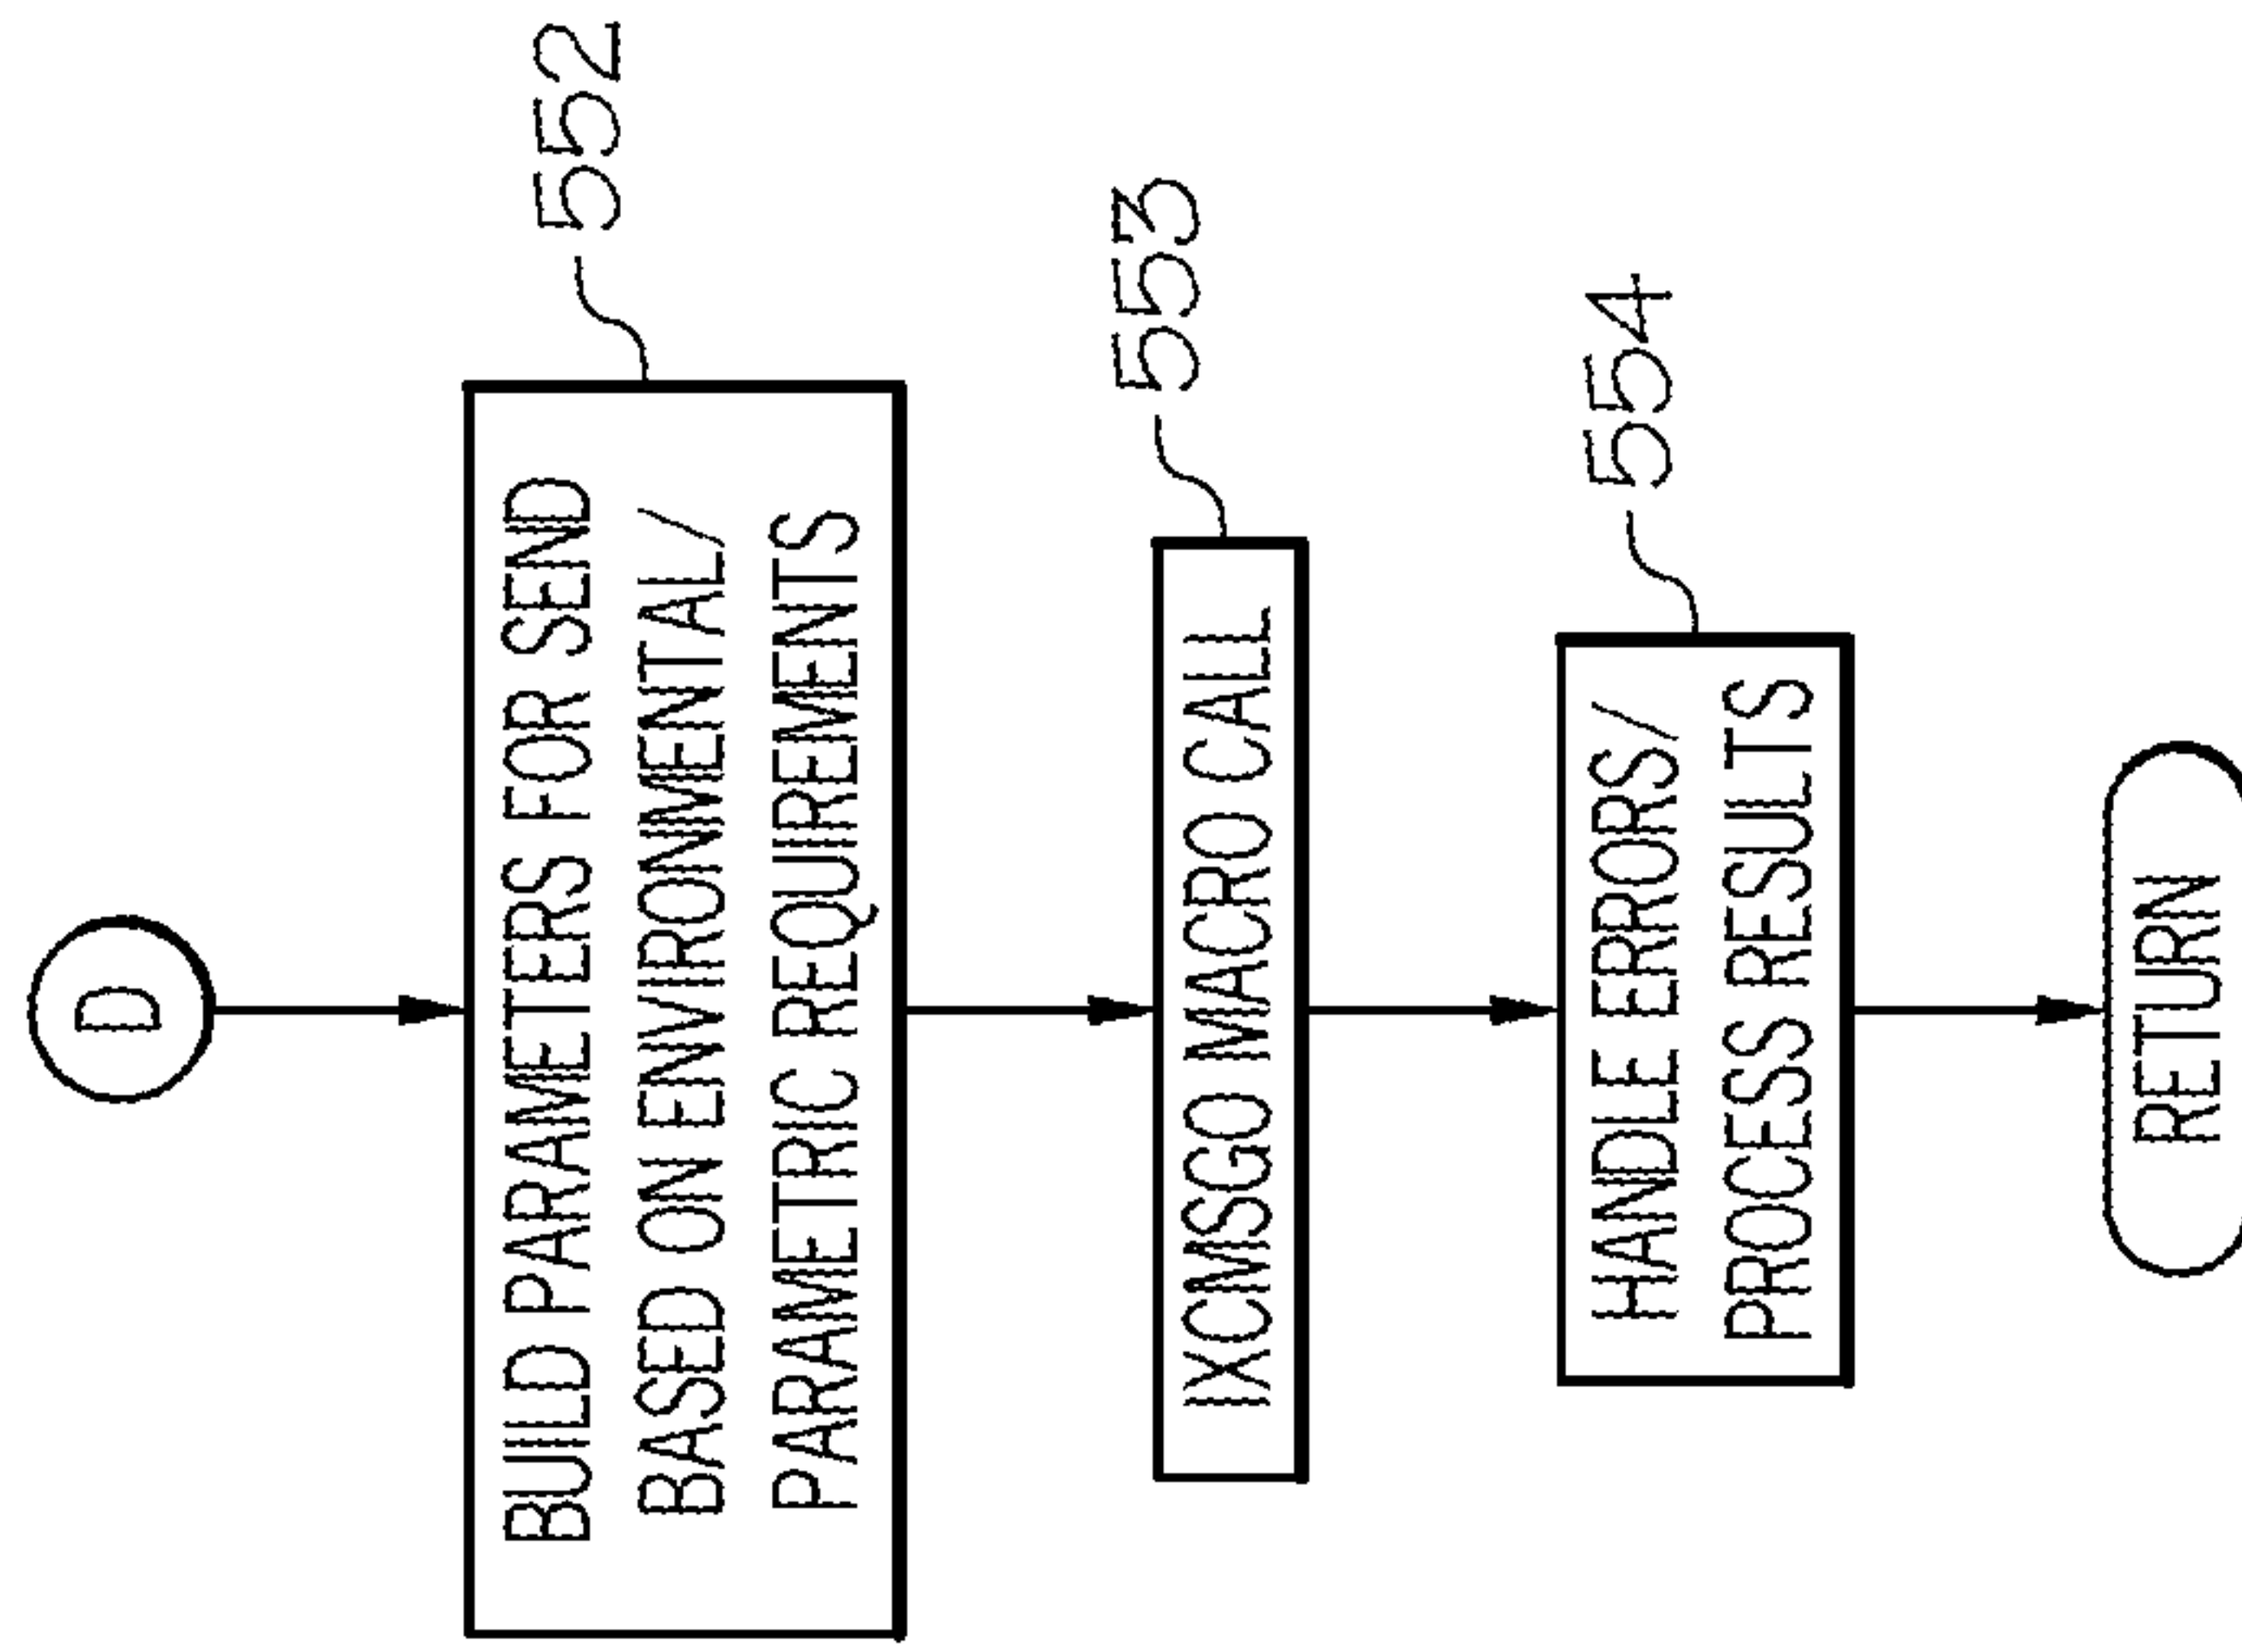 D
552
BUILD PARAMETERS FOR SEND
BASED ON ENVIRONMENTAL/
PARAMETRIC REQUIREMENTS
553
IXCMSGO MACRO CALL
554
HANDLE ERRORS/
PROCESS RESULTS
RETURN